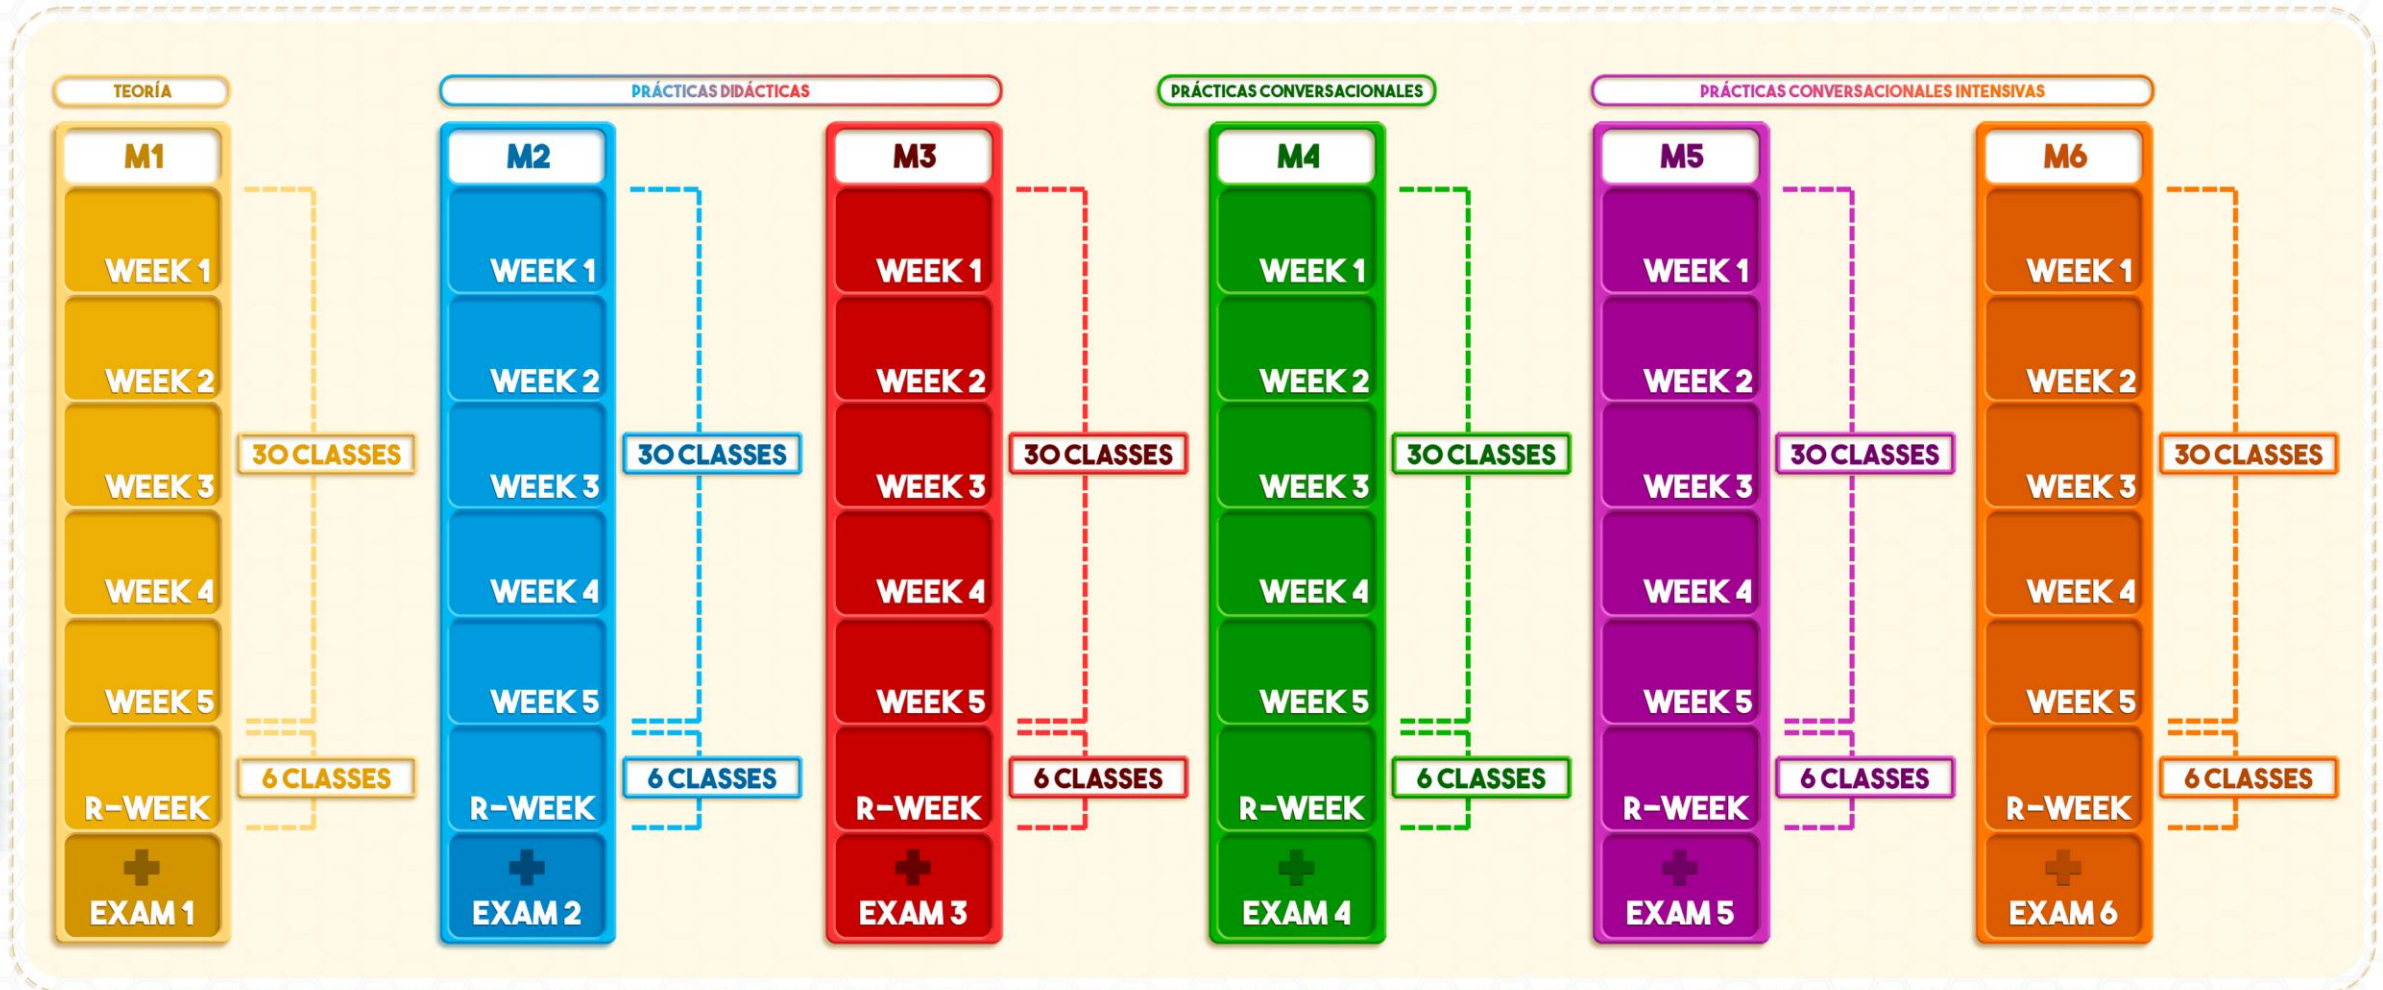 TEORÍA
PRÁCTICAS DIDÁCTICAS
PRÁCTICAS CONVERSACIONALES
PRÁCTICAS CONVERSACIONALES INTENSIVAS
M1
WEEK 1
WEEK 2
WEEK 3
WEEK 4
WEEK 5
R-WEEK
EXAM 1
30 CLASSES
6 CLASSES
M2
WEEK 1
WEEK 2
WEEK 3
WEEK 4
WEEK 5
R-WEEK
EXAM 2
30 CLASSES
6 CLASSES
M3
WEEK 1
WEEK 2
WEEK 3
WEEK 4
WEEK 5
R-WEEK
EXAM 3
30 CLASSES
6 CLASSES
M4
WEEK 1
WEEK 2
WEEK 3
WEEK 4
WEEK 5
R-WEEK
EXAM 4
30 CLASSES
6 CLASSES
M5
WEEK 1
WEEK 2
WEEK 3
WEEK 4
WEEK 5
R-WEEK
EXAM 5
30 CLASSES
6 CLASSES
M6
WEEK 1
WEEK 2
WEEK 3
WEEK 4
WEEK 5
R-WEEK
EXAM 6
30 CLASSES
6 CLASSES